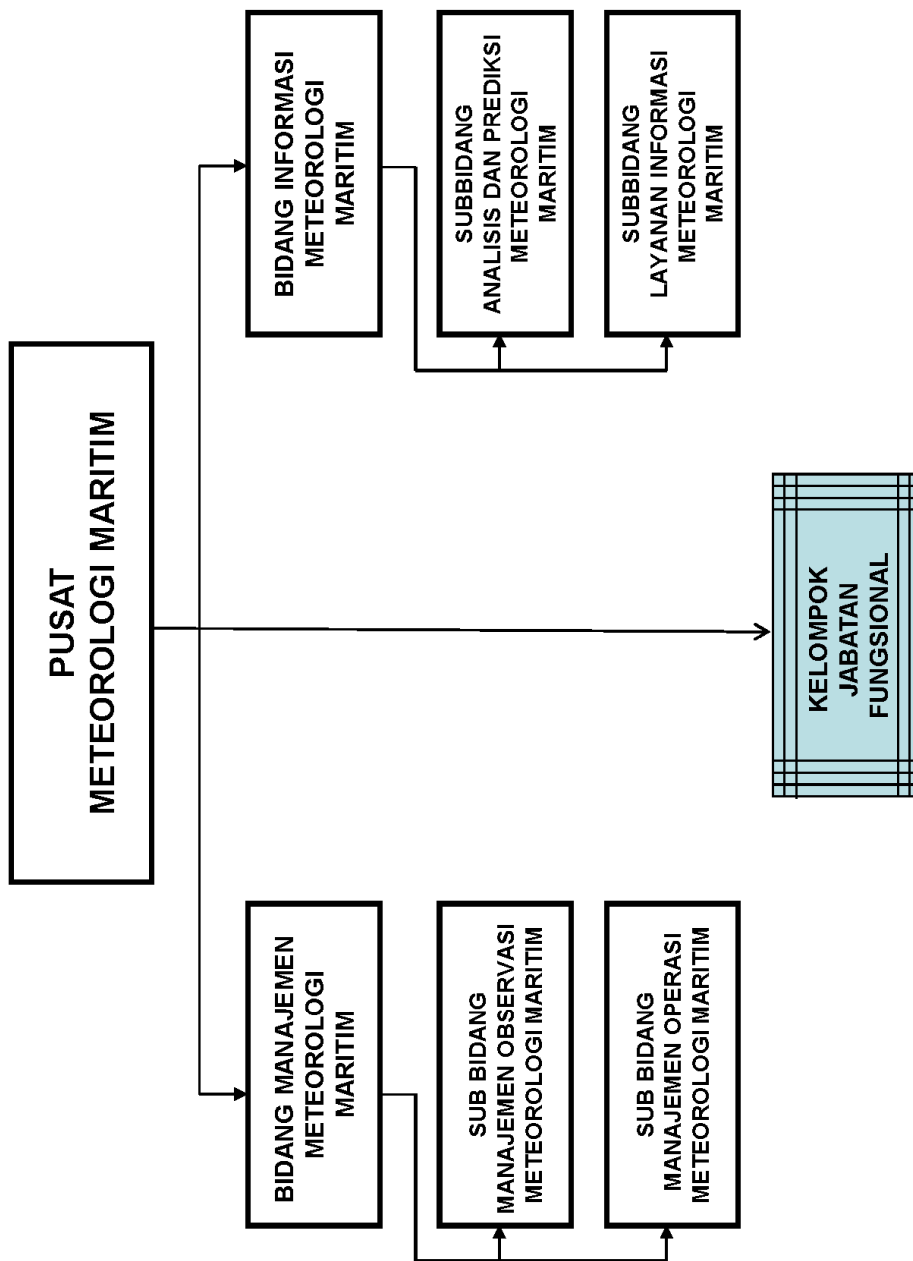 PUSAT
METEOROLOGI MARITIM
BIDANG MANAJEMEN
METEOROLOGI
MARITIM
SUB BIDANG
MANAJEMEN OBSERVASI
METEOROLOGI MARITIM
SUB BIDANG
MANAJEMEN OPERASI
METEOROLOGI MARITIM
BIDANG INFORMASI
METEOROLOGI
MARITIM
SUBBIDANG
ANALISIS DAN PREDIKSI
METEOROLOGI
MARITIM
SUBBIDANG
LAYANAN INFORMASI
METEOROLOGI
MARITIM
KELOMPOK
JABATAN
FUNGSIONAL